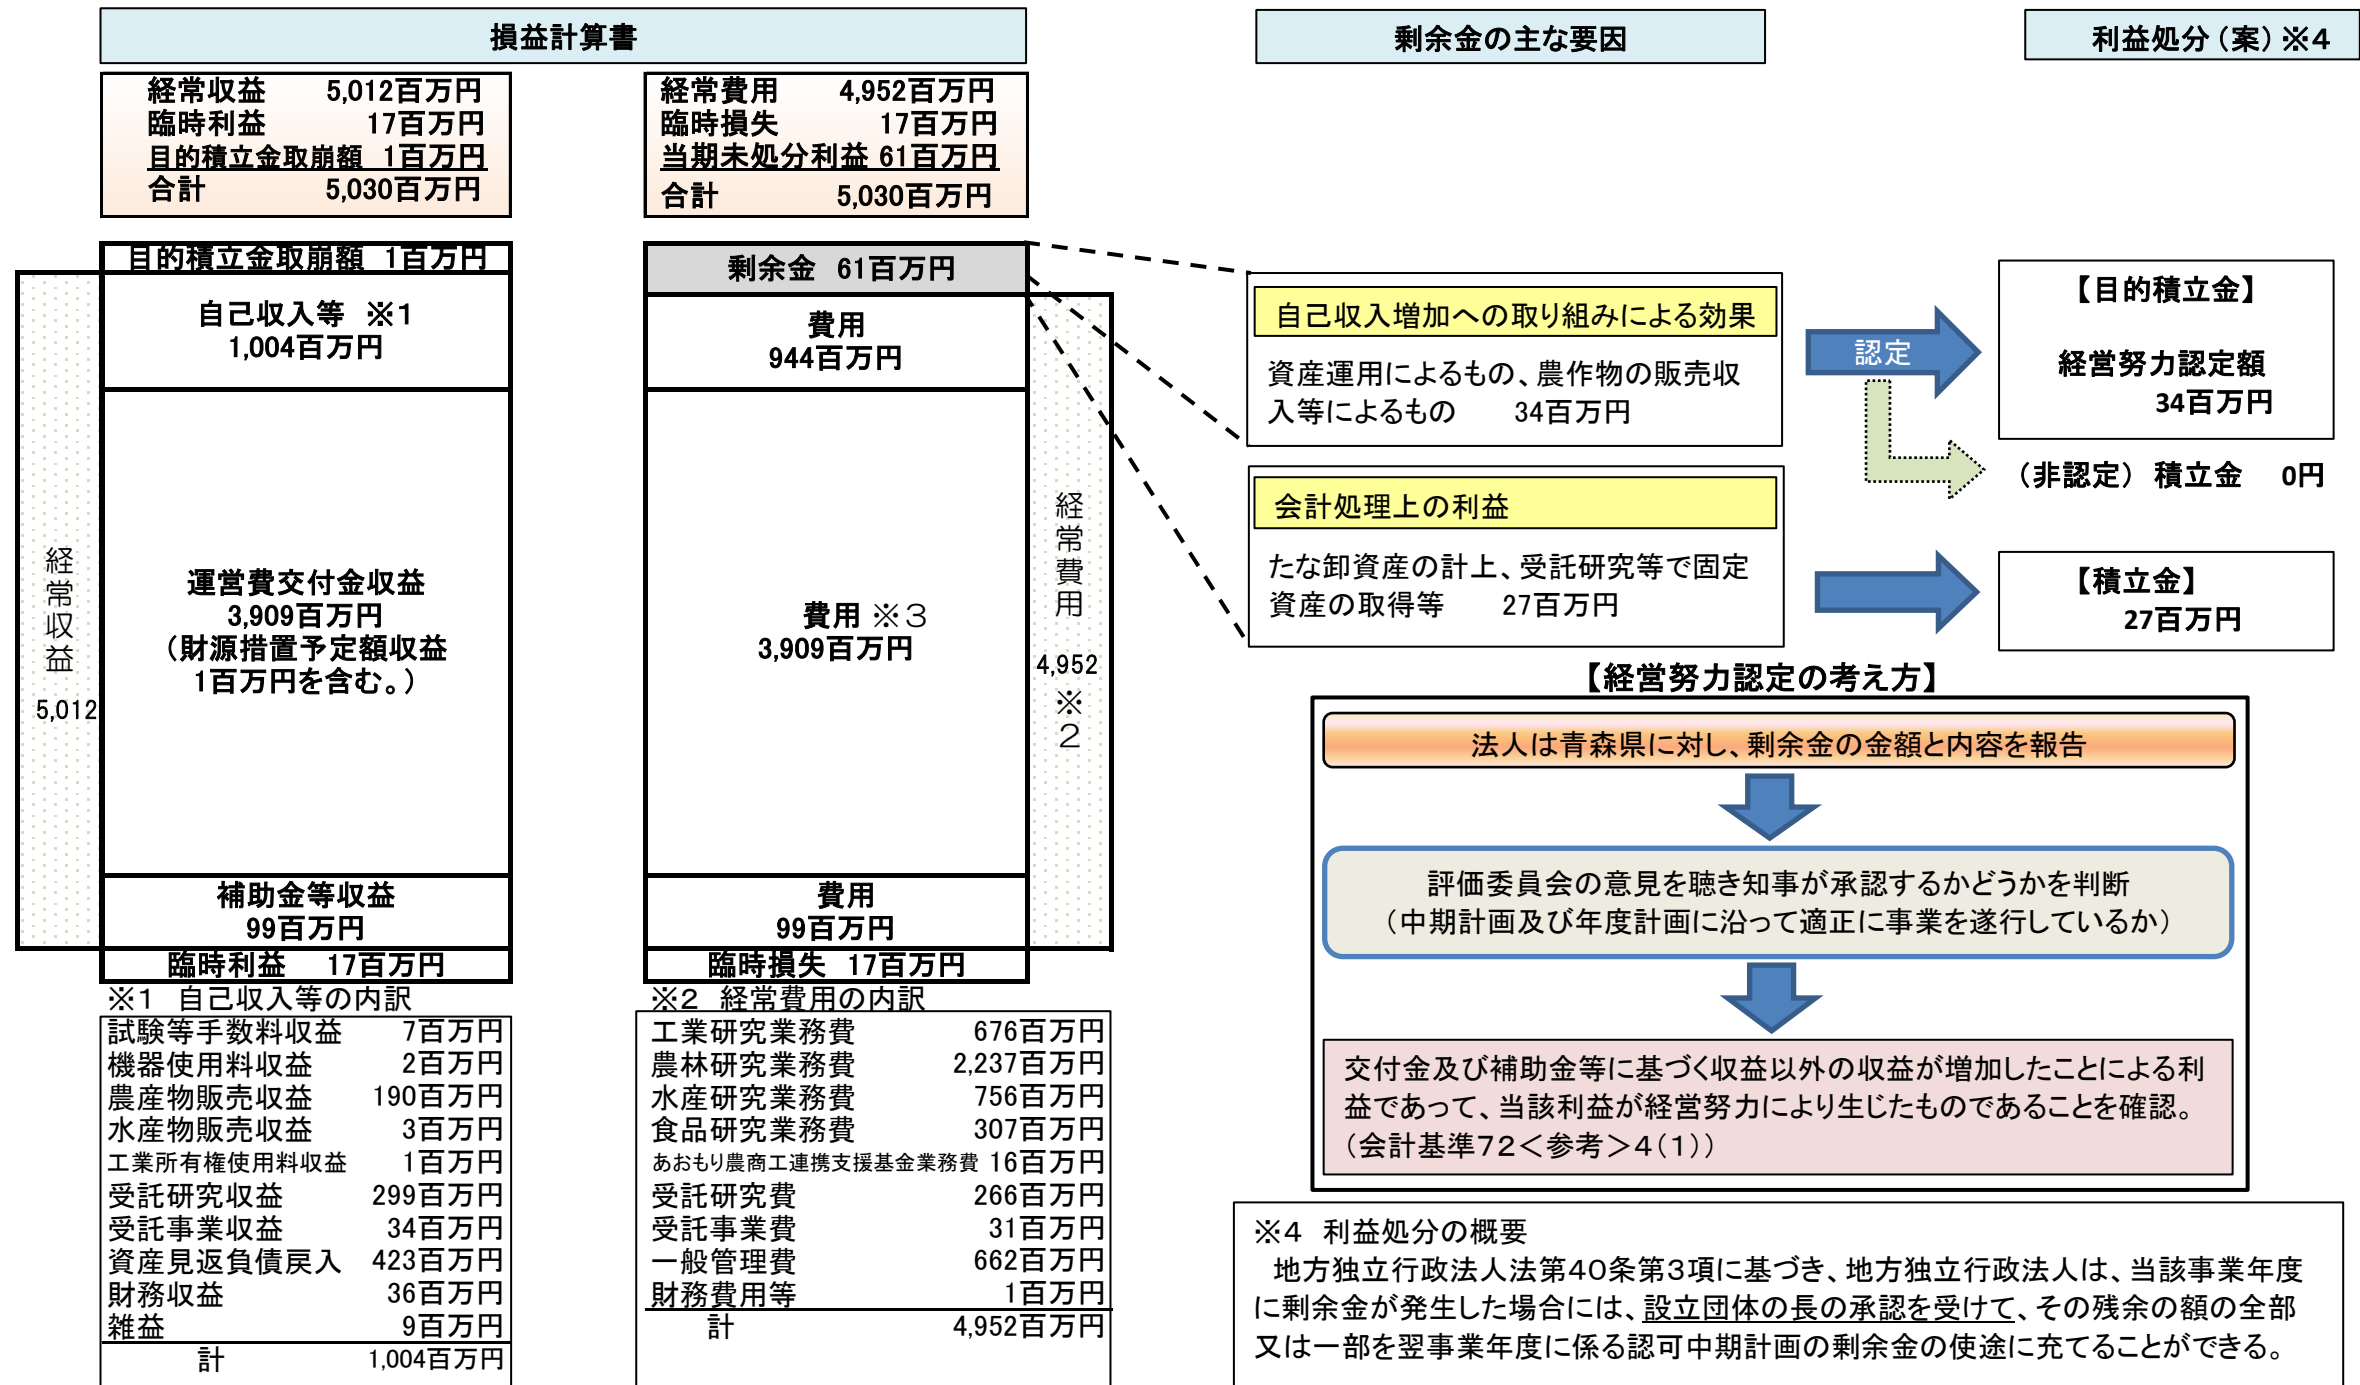 損益計算書
経常収益 5,012百万円
臨時利益 17百万円
目的積立金取崩額 1百万円
合計 5,030百万円
経常費用 4,952百万円
臨時損失 17百万円
当期未処分利益 61百万円
合計 5,030百万円
目的積立金取崩額 1百万円
自己収入等 ※1
1,004百万円
運営費交付金収益
3,909百万円
(財源措置予定額収益
1百万円を含む。)
補助金等収益
99百万円
臨時利益 17百万円
経常収益
5,012
剰余金 61百万円
費用
944百万円
費用 ※3
3,909百万円
費用
99百万円
臨時損失 17百万円
経常費用
4,952
※2
※1 自己収入等の内訳
試験等手数料収益 7百万円
機器使用料収益 2百万円
農産物販売収益 190百万円
水産物販売収益 3百万円
工業所有権使用料収益 1百万円
受託研究収益 299百万円
受託事業収益 34百万円
資産見返負債戻入 423百万円
財務収益 36百万円
雑益 9百万円
計 1,004百万円
※2 経常費用の内訳
工業研究業務費 676百万円
農林研究業務費 2,237百万円
水産研究業務費 756百万円
食品研究業務費 307百万円
あおもり農商工連携支援基金業務費 16百万円
受託研究費 266百万円
受託事業費 31百万円
一般管理費 662百万円
財務費用等 1百万円
計 4,952百万円
剰余金の主な要因
自己収入増加への取り組みによる効果
資産運用によるもの、農作物の販売収
入等によるもの 34百万円
会計処理上の利益
たな卸資産の計上、受託研究等で固定
資産の取得等 27百万円
利益処分(案)※4
認定
【目的積立金】
経営努力認定額
34百万円
(非認定)積立金 0円
【積立金】
27百万円
【経営努力認定の考え方】
法人は青森県に対し、剰余金の金額と内容を報告
評価委員会の意見を聴き知事が承認するかどうかを判断
(中期計画及び年度計画に沿って適正に事業を遂行しているか)
交付金及び補助金等に基づく収益以外の収益が増加したことによる利
益であって、当該利益が経営努力により生じたものであることを確認。
(会計基準72<参考>4(1))
※4 利益処分の概要
地方独立行政法人法第40条第3項に基づき、地方独立行政法人は、当該事業年度
に剰余金が発生した場合には、設立団体の長の承認を受けて、その残余の額の全部
又は一部を翌事業年度に係る認可中期計画の剰余金の使途に充てることができる。